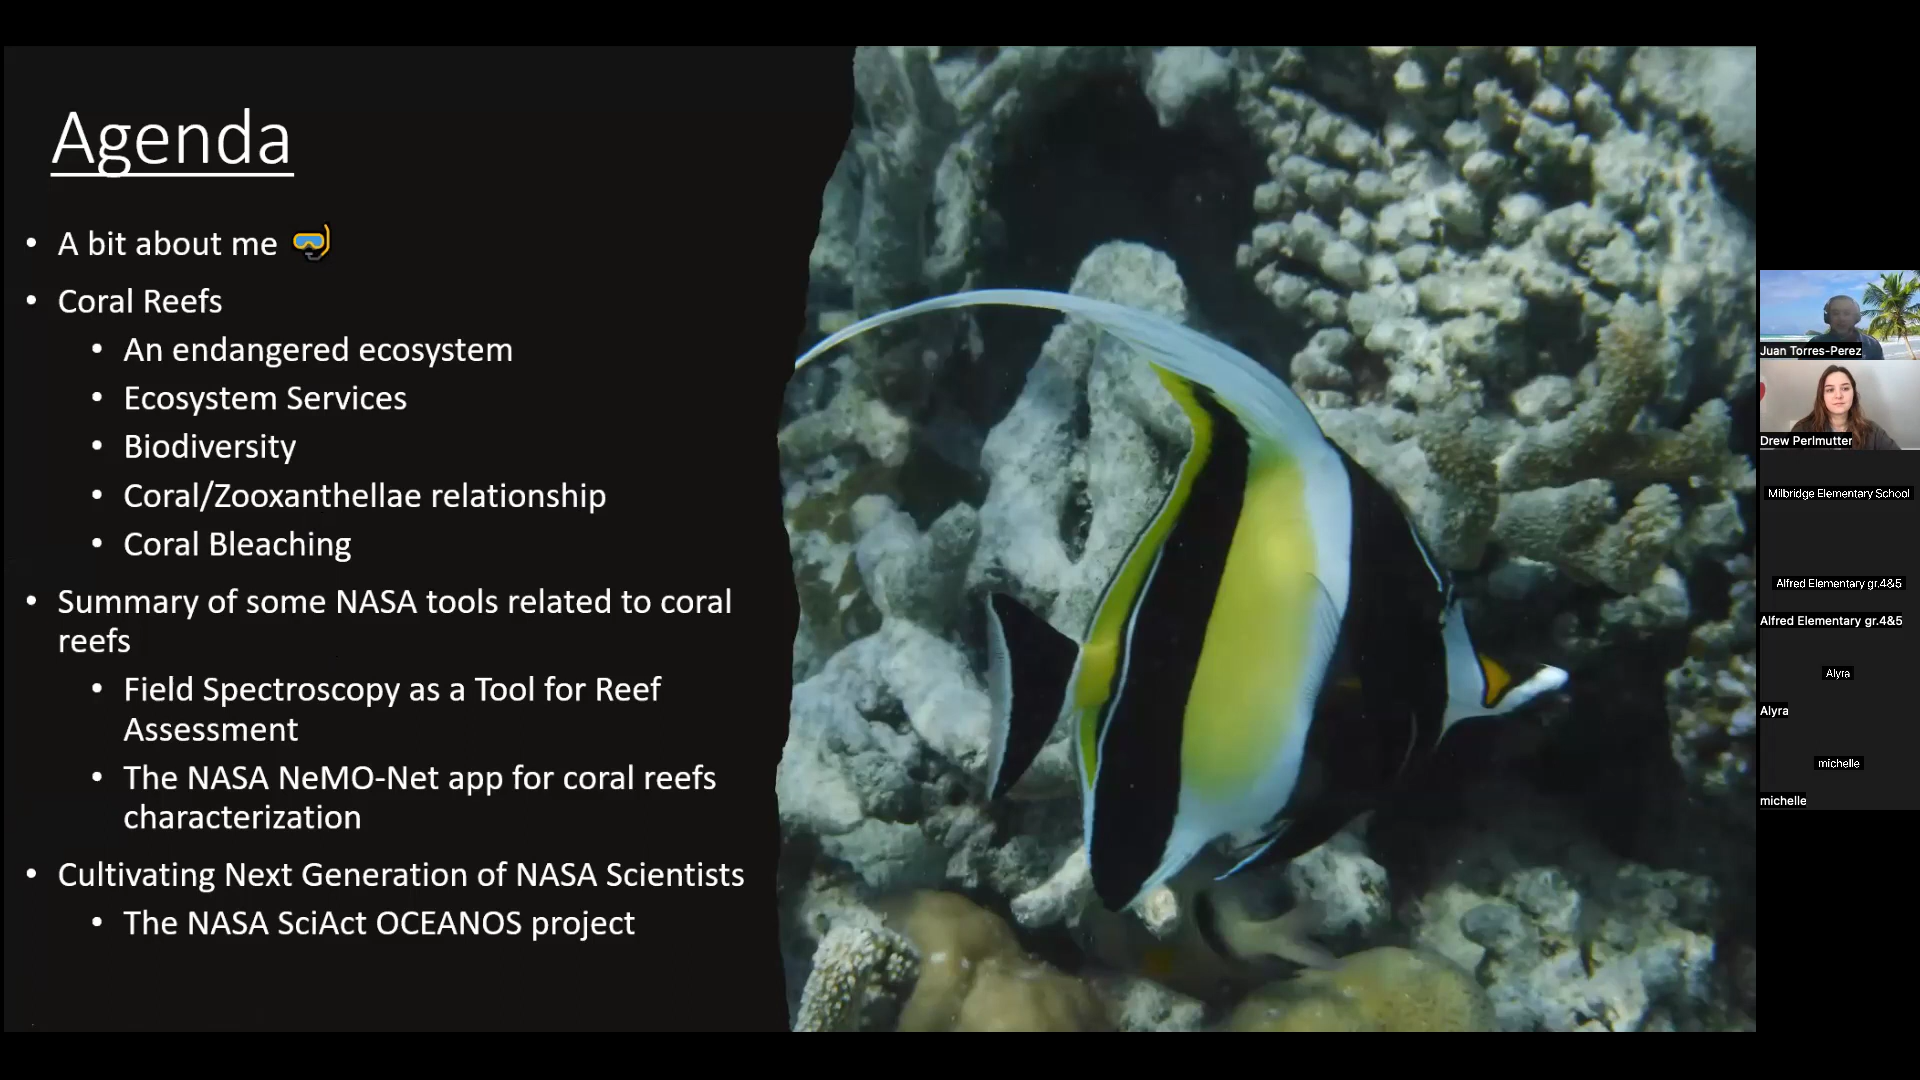 Agenda
• A bit about me
• Coral Reefs
• An endangered ecosystem
• Ecosystem Services
• Biodiversity
• Coral/Zooxanthellae relationship
• Coral Bleaching
• Summary of some NASA tools related to coral
reefs
• Field Spectroscopy as a Tool for Reef
Assessment
• The NASA NeMO-Net app for coral reefs
characterization
• Cultivating Next Generation of NASA Scientists
• The NASA SciAct OCEANOS project
Juan Torres-Perez
Drew Perlmutter
Milbridge Elementary School
Alfred Elementary gr.4&5
Alfred Elementary gr.4&5
Alyra
Alyra
michelle
michelle